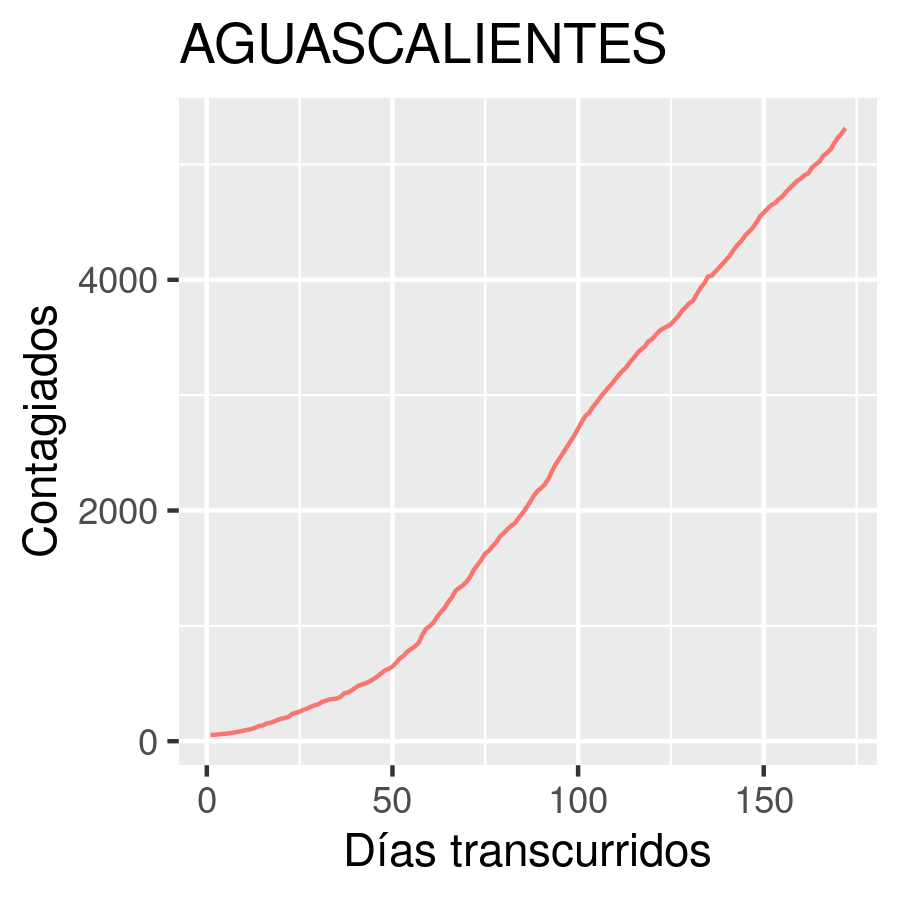 AGUASCALIENTES
Contagiados
4000
2000
0
0 50 100 150
Días transcurridos